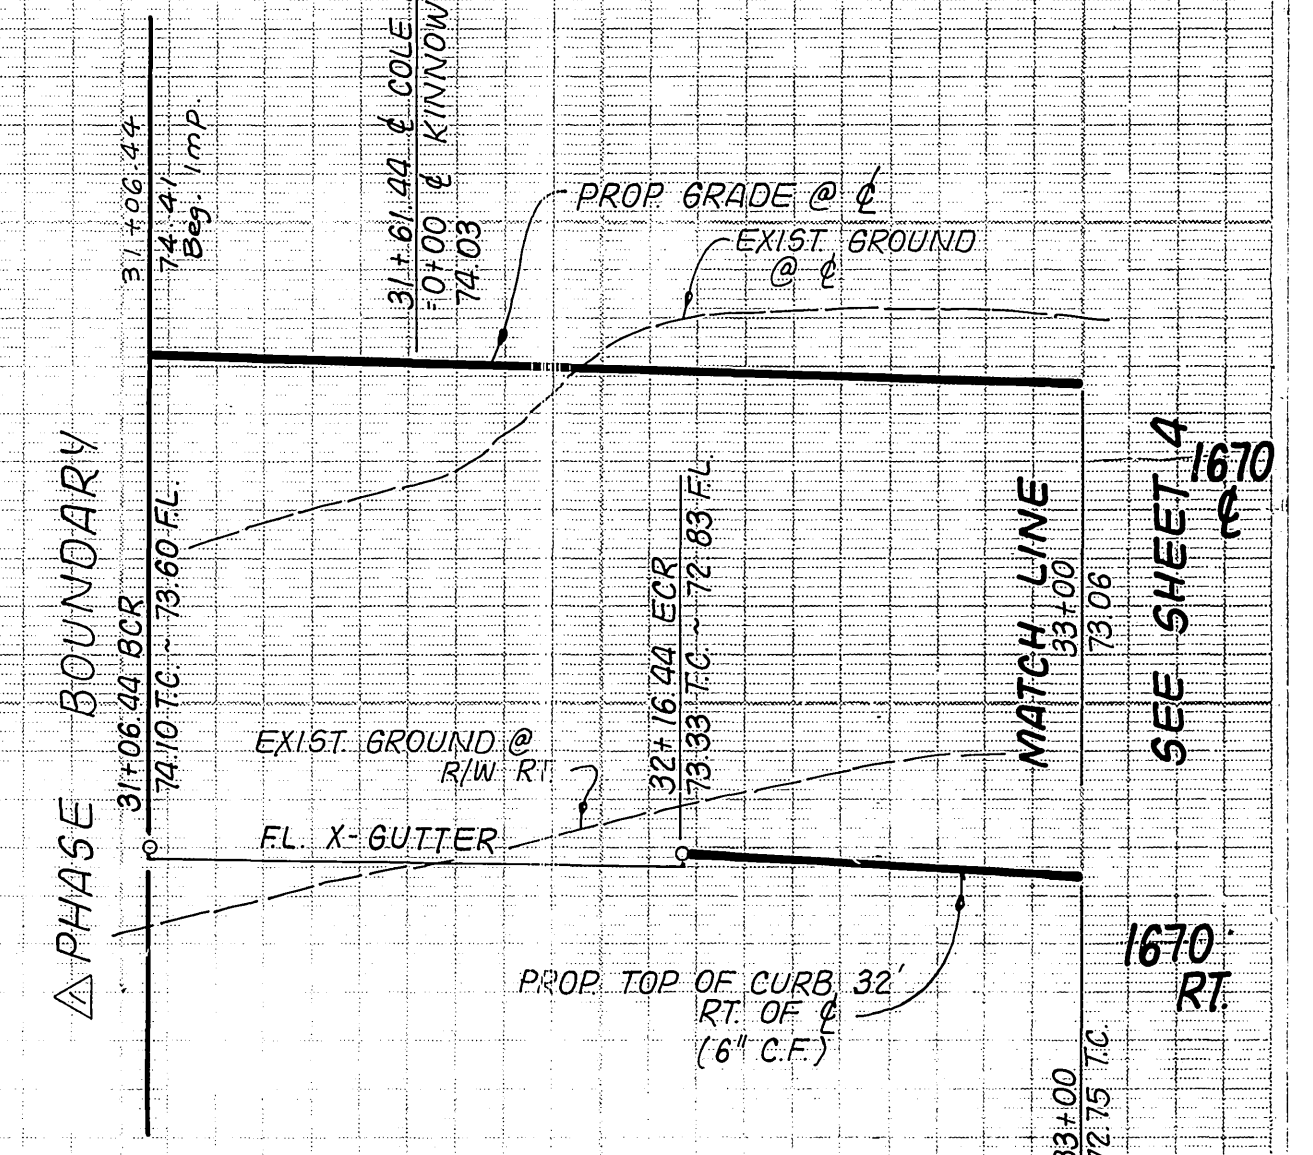 31+06.44
74.41
Beg. Imp.
31+61.44 ℄ COLE
=0+00 ℄ KINNOW
74.03
PROP. GRADE @ ℄
EXIST. GROUND
@ ℄
△ PHASE BOUNDARY
31+06.44 BCR
74.10 T.C. ~ 73.60 F.L.
32+16.44 ECR
73.33 T.C. ~ 72.83 F.L.
MATCH LINE
33+00
73.06
SEE SHEET 4
1670
℄
EXIST. GROUND @
R/W RT.
F.L. X-GUTTER
PROP. TOP OF CURB, 32'
RT. OF ℄
(6" C.F.)
1670
RT.
33+00
72.75 T.C.